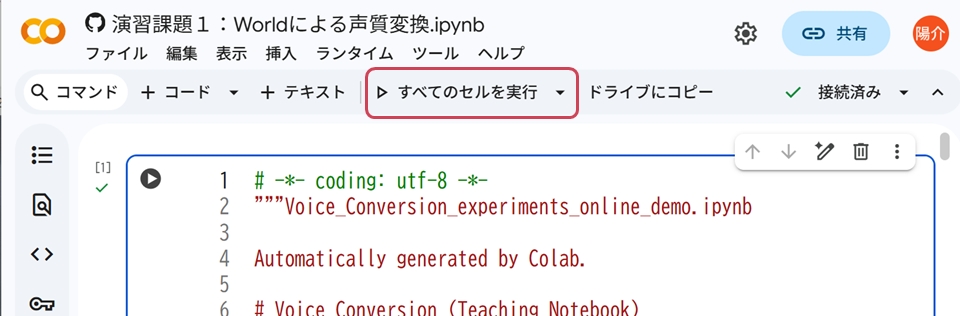 演習課題１：Worldによる声質変換.ipynb
共有
陽介
ファイル 編集 表示 挿入 ランタイム ツール ヘルプ
コマンド + コード + テキスト すべてのセルを実行 ドライブにコピー 接続済み
[1]
1 # -*- coding: utf-8 -*-
2 """Voice_Conversion_experiments_online_demo.ipynb
3
4 Automatically generated by Colab.
5
6 # Voice Conversion (Teaching Notebook)